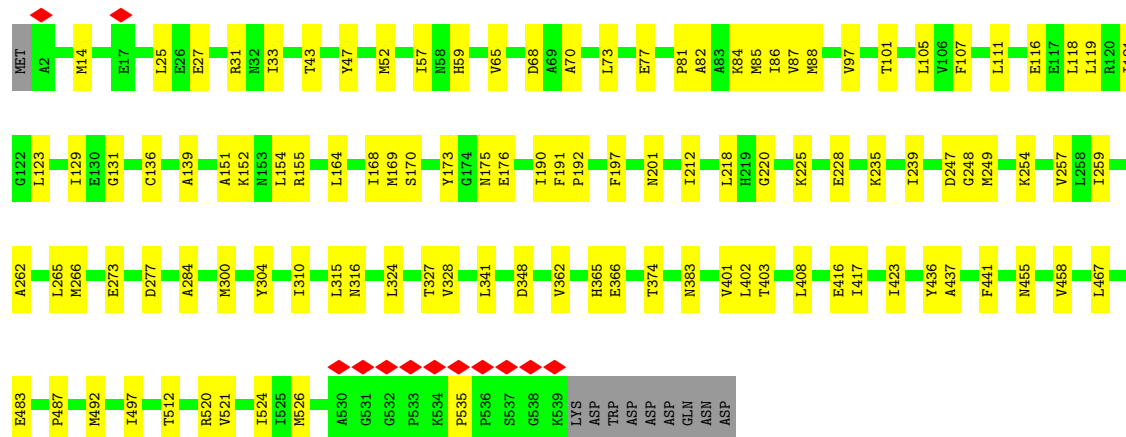 MET A2 M14 E17 L25 E26 E27 R31 N32 I33 T43 Y47 M52 I57 N58 H59 V65 D68 A69 A70 L73 E77 P81 A82 A83 K84 M85 I86 V87 M88 V97 T101 L105 V106 F107 L111 E116 E117 L118 L119 R120
G122 L123 I129 E130 G131 C136 A139 A151 K152 N153 L154 R155 L164 I168 M169 S170 Y173 G174 N175 E176 I190 F191 P192 F197 N201 I212 L218 H219 G220 K225 E228 K235 I239 D247 G248 M249 K254 V257 L258 I259
A262 L265 M266 E273 D277 A284 M300 Y304 I310 L315 N316 L324 T327 V328 L341 D348 V362 H365 E366 T374 N383 V401 L402 T403 L408 E416 I417 I423 Y436 A437 F441 N455 V458 L467
E483 P487 M492 I497 T512 R520 V521 I524 I525 M526 A530 G531 G532 P533 K534 P535 P536 S537 G538 K539 LYS ASP TRP ASP ASP ASP GLN ASN ASP